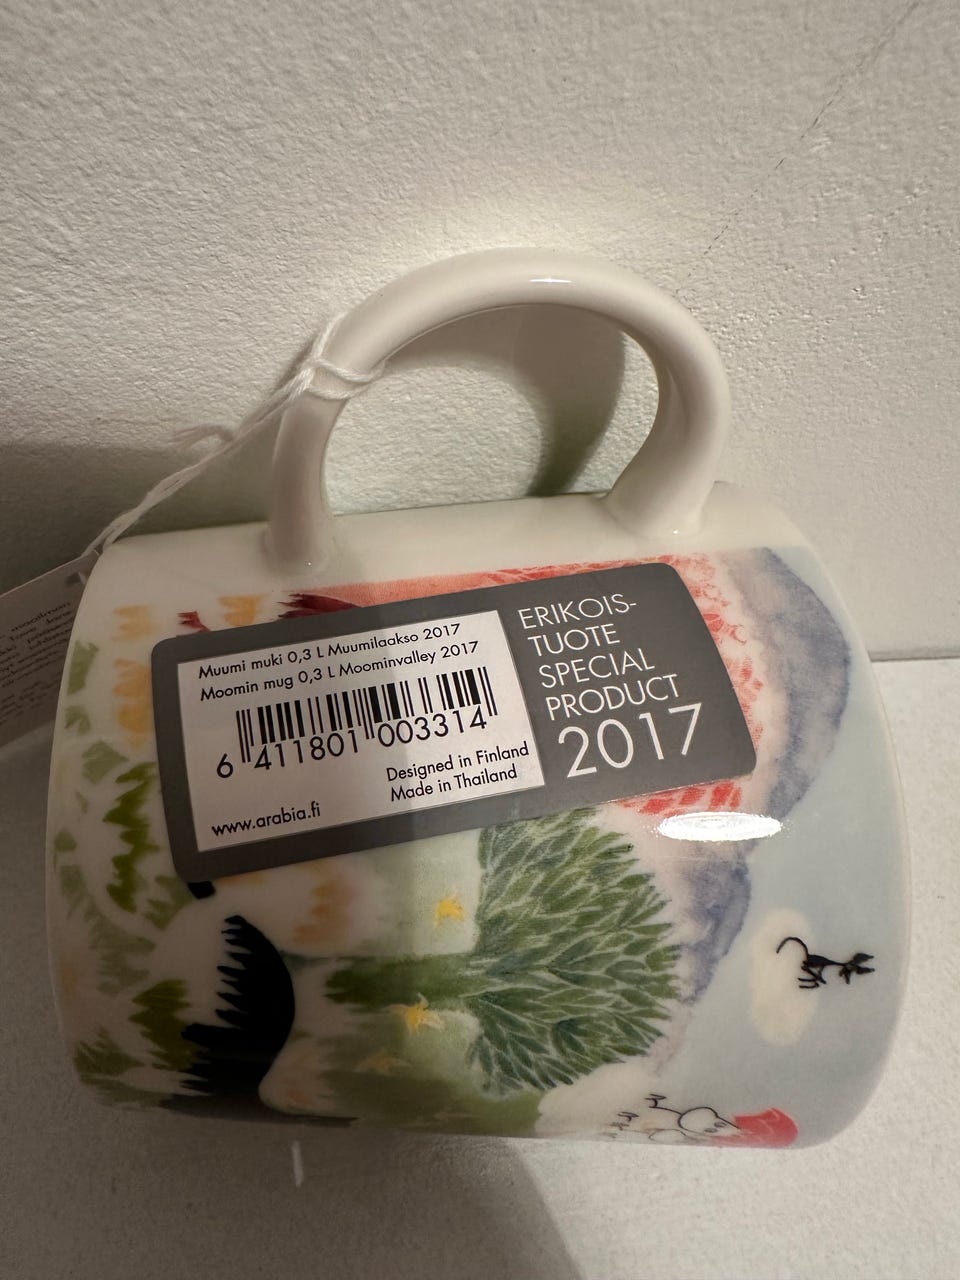 Muumi muki 0,3 L Muumilaakso 2017
Moomin mug 0,3 L Moominvalley 2017
6 411801 003314
Designed in Finland
Made in Thailand
www.arabia.fi
ERIKOIS-
TUOTE
SPECIAL
PRODUCT
2017